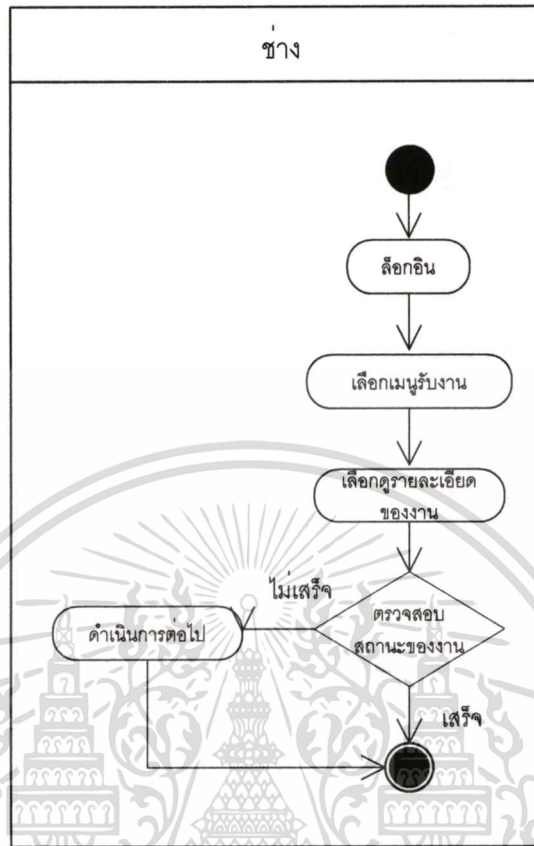 ช่าง
ล็อกอิน
เลือกเมนูรับงาน
เลือกดูรายละเอียด
ของงาน
ไม่เสร็จ
ตรวจสอบ
สถานะของงาน
ดำเนินการต่อไป
เสร็จ